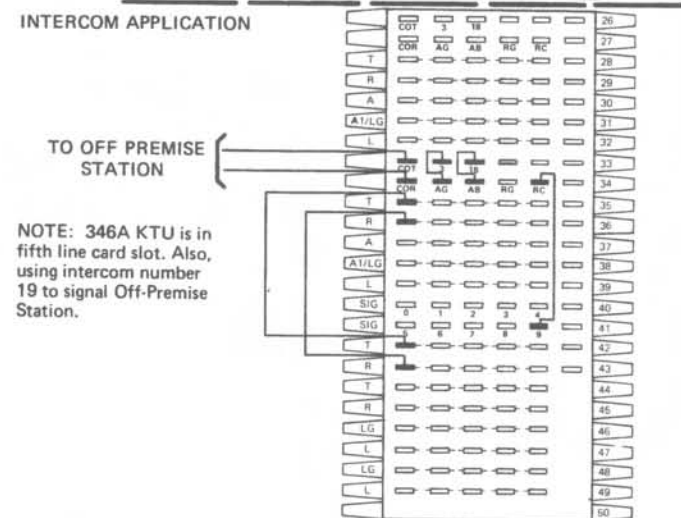 INTERCOM APPLICATION
TO OFF PREMISE
STATION
NOTE: 346A KTU is in
fifth line card slot. Also,
using intercom number
19 to signal Off-Premise
Station.
26
COT 3 18
27
COR AG AB RG RC
T 28
R 29
A 30
A1/LG 31
L 32
33
COT 18
34
COR AG AB RG RC
T 35
R 36
A 37
A1/LG 38
L 39
SIG 40
0 1 2 3 4
SIG 41
5 6 7 8 9
T 42
R 43
T 44
R 45
LG 46
L 47
LG 48
L 49
50